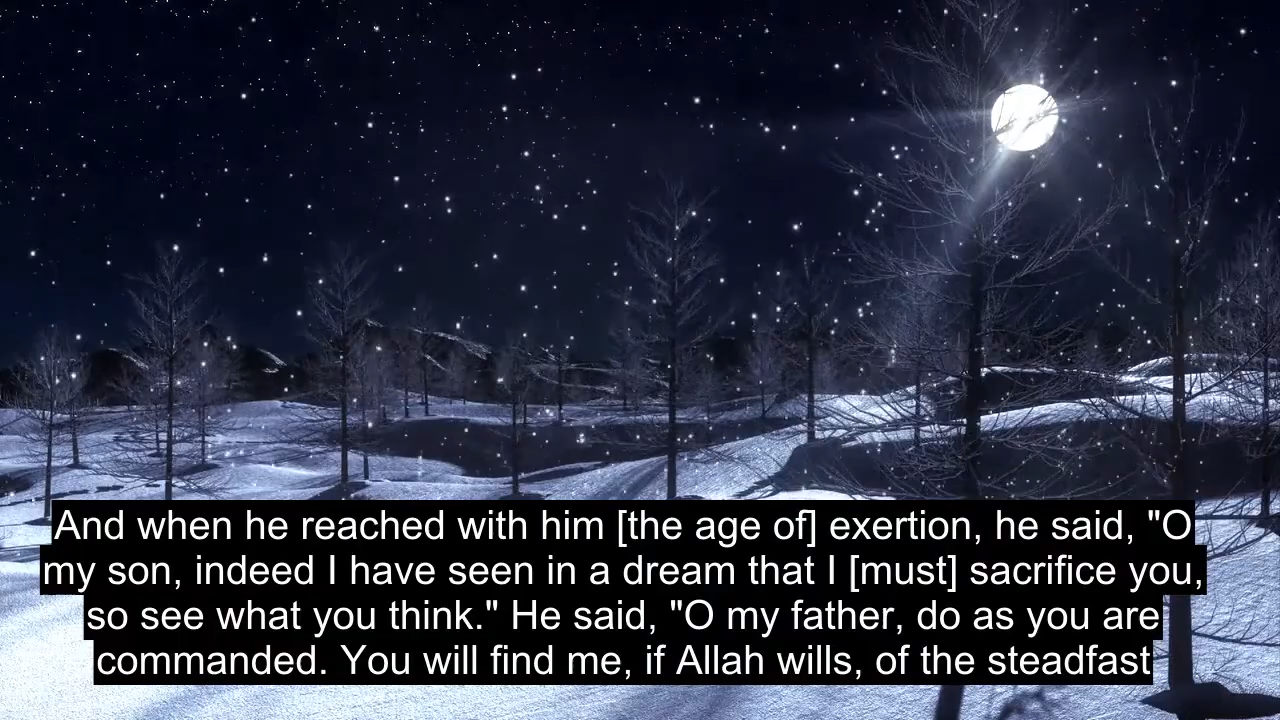 And when he reached with him [the age of] exertion, he said, "O
my son, indeed I have seen in a dream that I [must] sacrifice you,
so see what you think." He said, "O my father, do as you are
commanded. You will find me, if Allah wills, of the steadfast